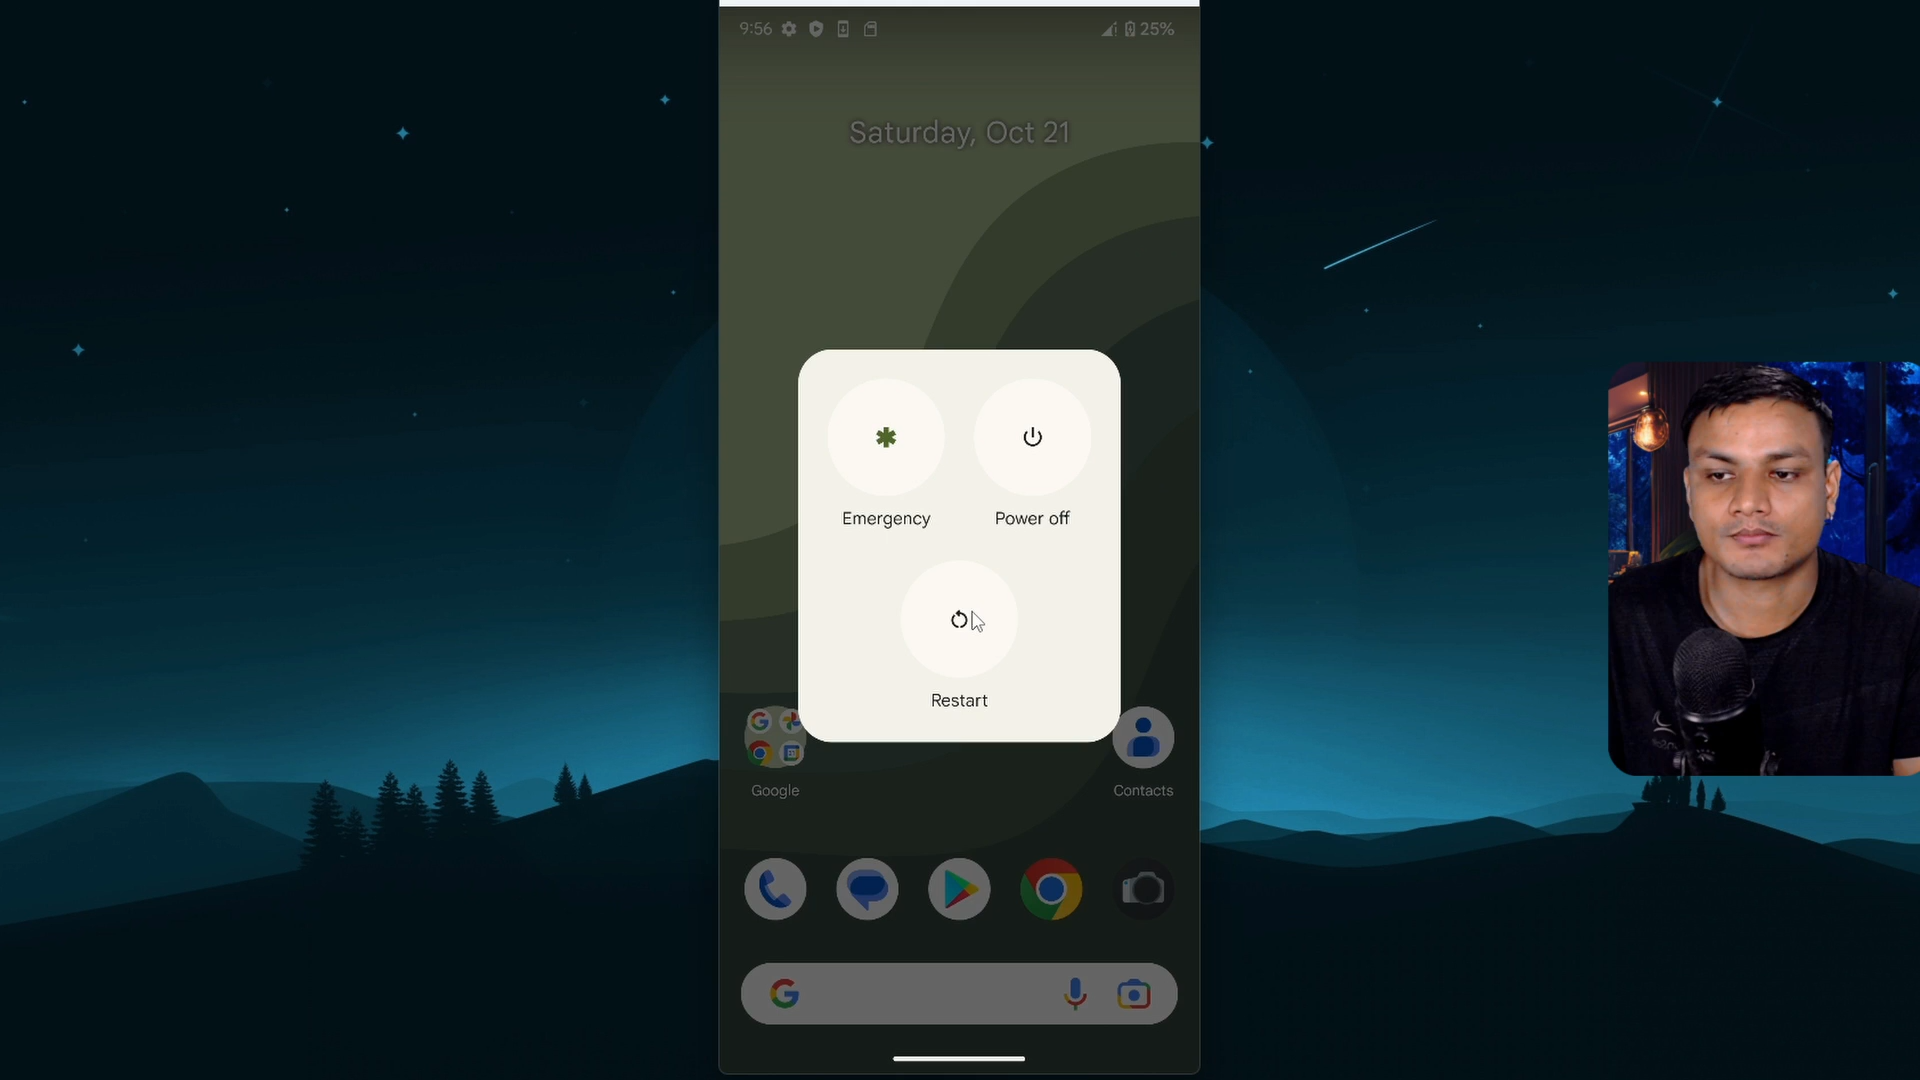 9:56
25%
Saturday, Oct 21
Emergency
Power off
Restart
Google
Contacts